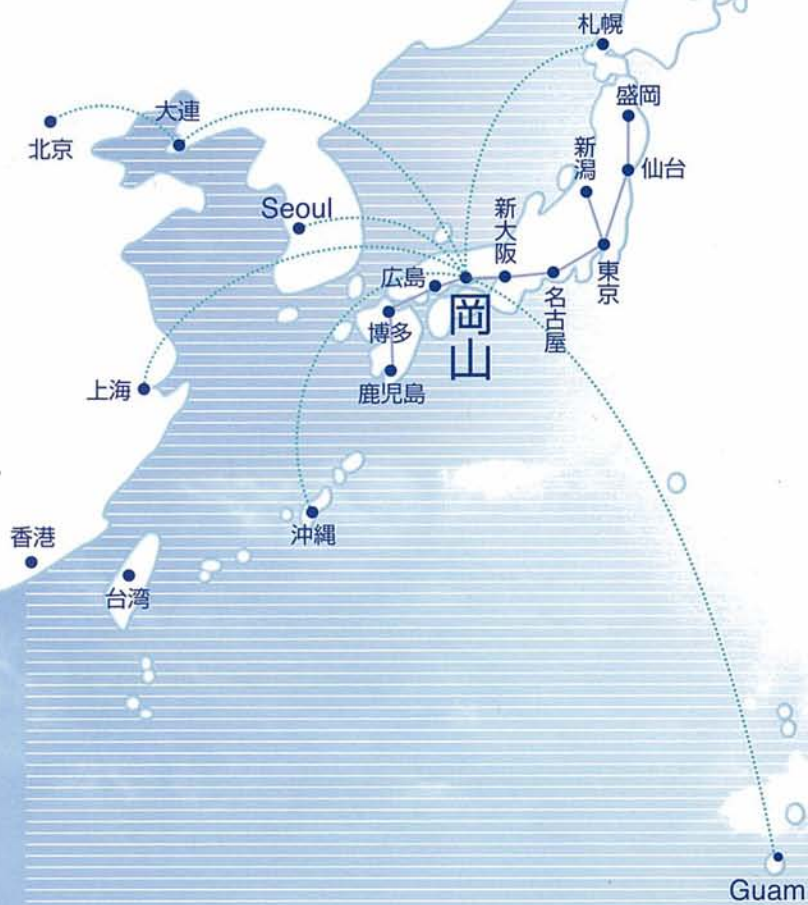 札幌
盛岡
大連
北京
新潟
仙台
Seoul
新大阪
広島
東京
岡山
名古屋
博多
上海
鹿児島
沖縄
香港
台湾
Guam